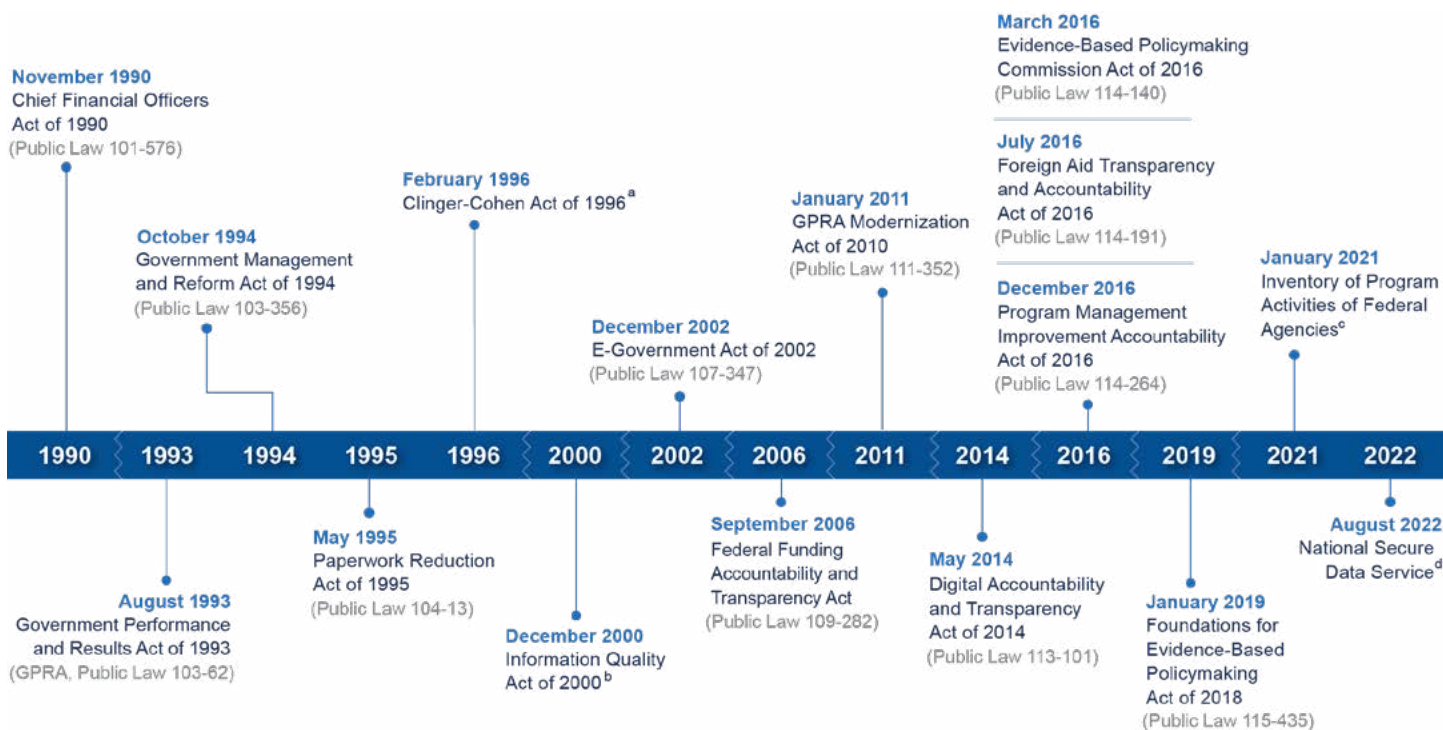 November 1990
Chief Financial Officers
Act of 1990
(Public Law 101-576)
October 1994
Government Management
and Reform Act of 1994
(Public Law 103-356)
February 1996
Clinger-Cohen Act of 1996ᵃ
December 2002
E-Government Act of 2002
(Public Law 107-347)
January 2011
GPRA Modernization
Act of 2010
(Public Law 111-352)
March 2016
Evidence-Based Policymaking
Commission Act of 2016
(Public Law 114-140)
July 2016
Foreign Aid Transparency
and Accountability
Act of 2016
(Public Law 114-191)
December 2016
Program Management
Improvement Accountability
Act of 2016
(Public Law 114-264)
January 2021
Inventory of Program
Activities of Federal
Agenciesᶜ
1990 1993 1994 1995 1996 2000 2002 2006 2011 2014 2016 2019 2021 2022
August 1993
Government Performance
and Results Act of 1993
(GPRA, Public Law 103-62)
May 1995
Paperwork Reduction
Act of 1995
(Public Law 104-13)
December 2000
Information Quality
Act of 2000ᵇ
September 2006
Federal Funding
Accountability and
Transparency Act
(Public Law 109-282)
May 2014
Digital Accountability
and Transparency
Act of 2014
(Public Law 113-101)
January 2019
Foundations for
Evidence-Based
Policymaking
Act of 2018
(Public Law 115-435)
August 2022
National Secure
Data Serviceᵈ